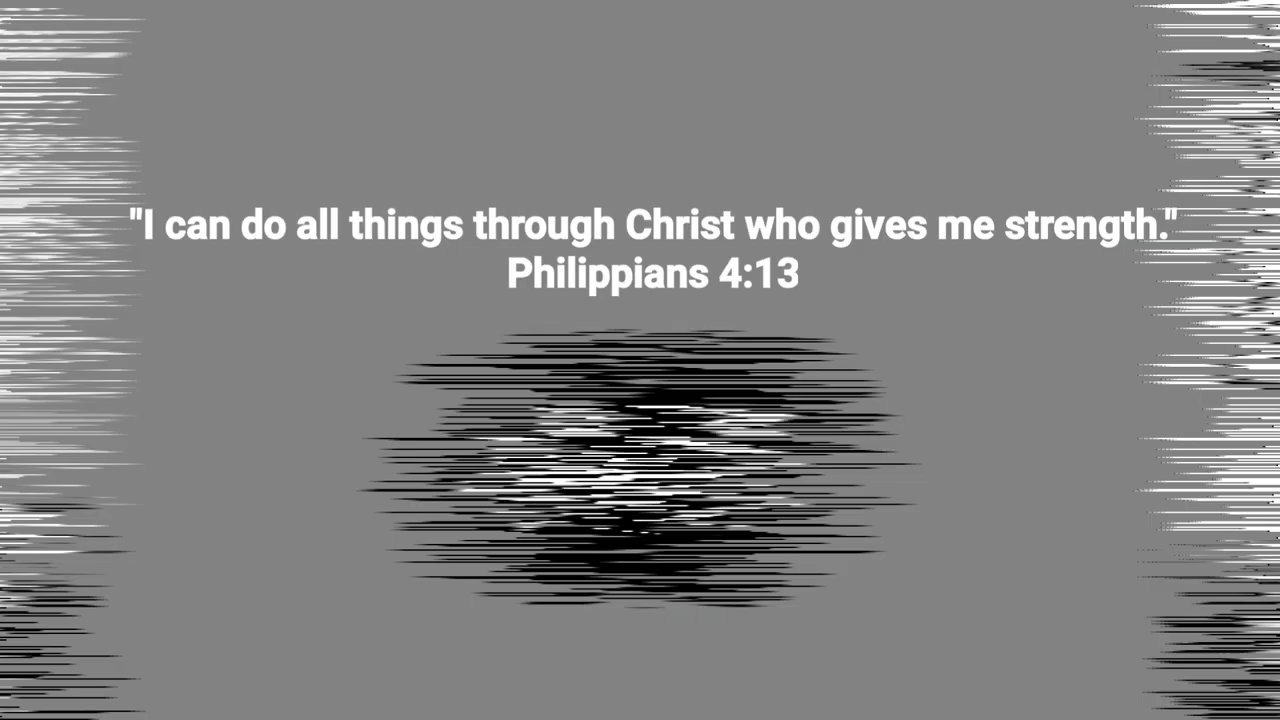 "I can do all things through Christ who gives me strength."
Philippians 4:13